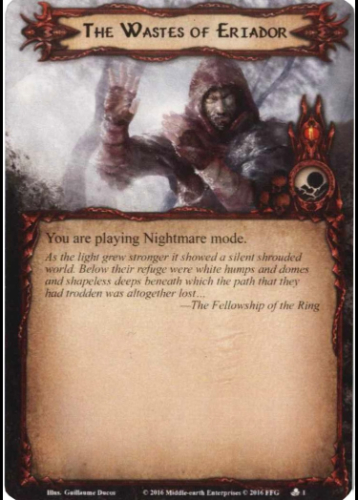 THE WASTES OF ERIADOR
You are playing Nightmare mode.
As the light grew stronger it showed a silent shrouded
world. Below their refuge were white humps and domes
and shapeless deeps beneath which the path that they
had trodden was altogether lost…
—The Fellowship of the Ring
Illus. Guillaume Ducos © 2016 Middle-earth Enterprises © 2016 FFG 1